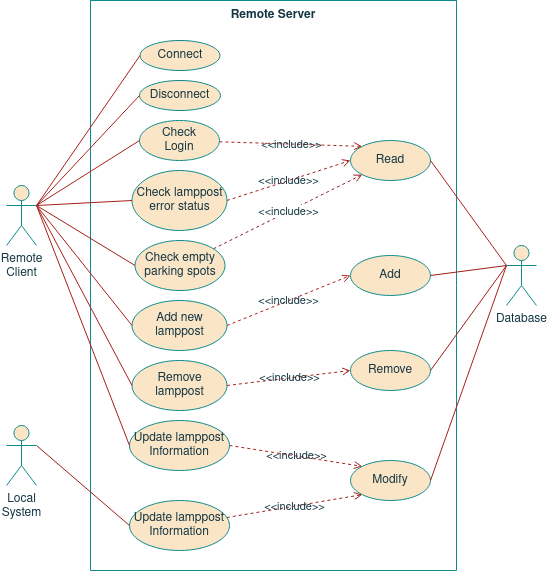 Remote Server
Connect
Disconnect
Check
Login
<<include>>
Read
Check lamppost
error status
<<include>>
<<include>>
Remote
Client
Check empty
parking spots
Add
Database
Add new
lamppost
<<include>>
Remove
lamppost
<<include>>
Remove
Update lamppost
Information
<<include>>
Modify
Local
System
Update lamppost
Information
<<include>>